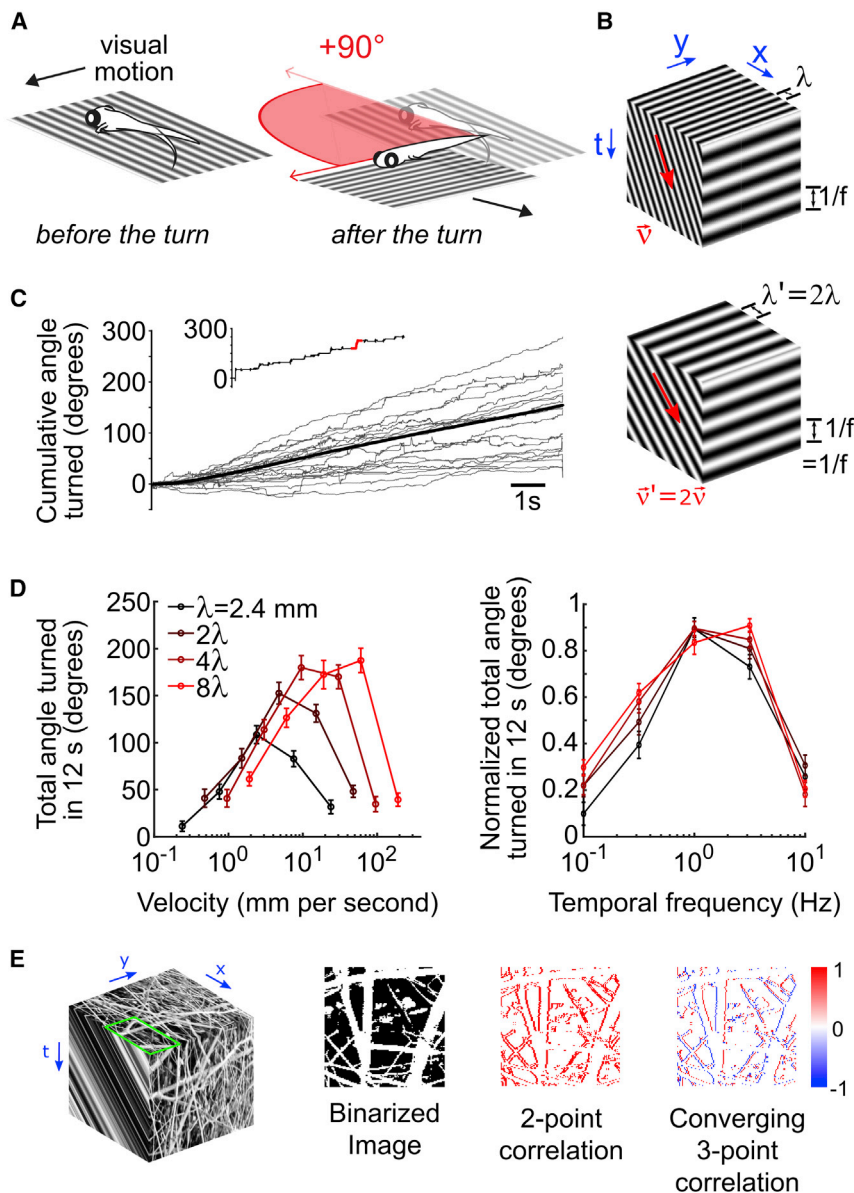 A
visual
motion
before the turn
+90°
after the turn
B
y
x
λ
t
1/f
v⃗
λ'=2λ
1/f
=1/f
v⃗'=2v⃗
C
Cumulative angle
turned (degrees)
300
200
100
0
300
0
1s
D
Total angle turned
in 12 s (degrees)
250
200
150
100
50
0
λ=2.4 mm
2λ
4λ
8λ
10⁻¹ 10⁰ 10¹ 10²
Velocity (mm per second)
Normalized total angle
turned in 12 s (degrees)
1
0.8
0.6
0.4
0.2
0
10⁻¹ 10⁰ 10¹
Temporal frequency (Hz)
E
y
x
t
Binarized
Image
2-point
correlation
Converging
3-point
correlation
1
0
-1